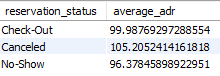 reservation_status average_adr
Check-Out 99.98769297288554
Canceled 105.2052414161818
No-Show 96.37845898922951